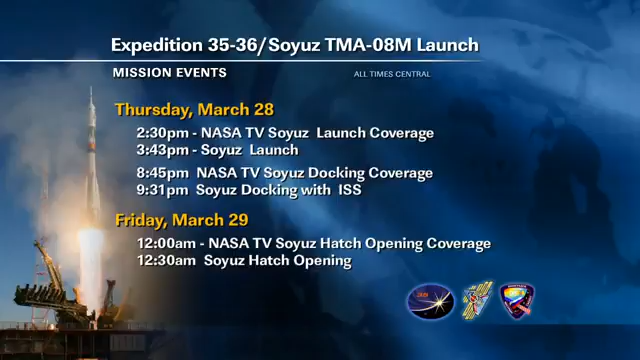 Expedition 35-36/Soyuz TMA-08M Launch
MISSION EVENTS
ALL TIMES CENTRAL
Thursday, March 28
2:30pm - NASA TV Soyuz Launch Coverage
3:43pm - Soyuz Launch
8:45pm NASA TV Soyuz Docking Coverage
9:31pm Soyuz Docking with ISS
Friday, March 29
12:00am - NASA TV Soyuz Hatch Opening Coverage
12:30am Soyuz Hatch Opening